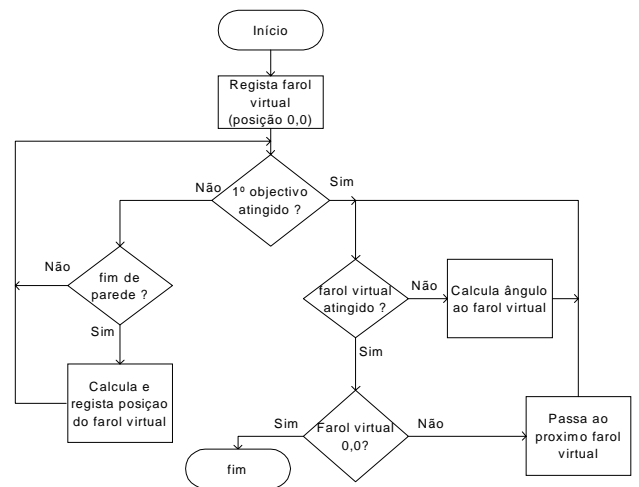 Início
Regista farol
virtual
(posição 0,0)
Não
Sim
1º objectivo
atingido ?
Não
fim de
parede ?
Sim
Calcula e
regista posiçao
do farol virtual
farol virtual
atingido ?
Não
Calcula ângulo
ao farol virtual
Sim
Sim
Farol virtual
0,0?
Não
Passa ao
proximo farol
virtual
fim